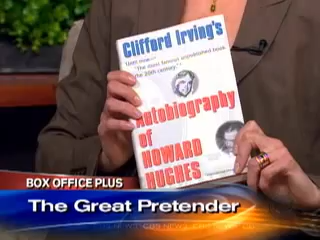 Clifford Irving's
Until now—
"The most famous unpublished book
of the 20th century."
Autobiography
of
HOWARD
HUGHES
BOX OFFICE PLUS
The Great Pretender